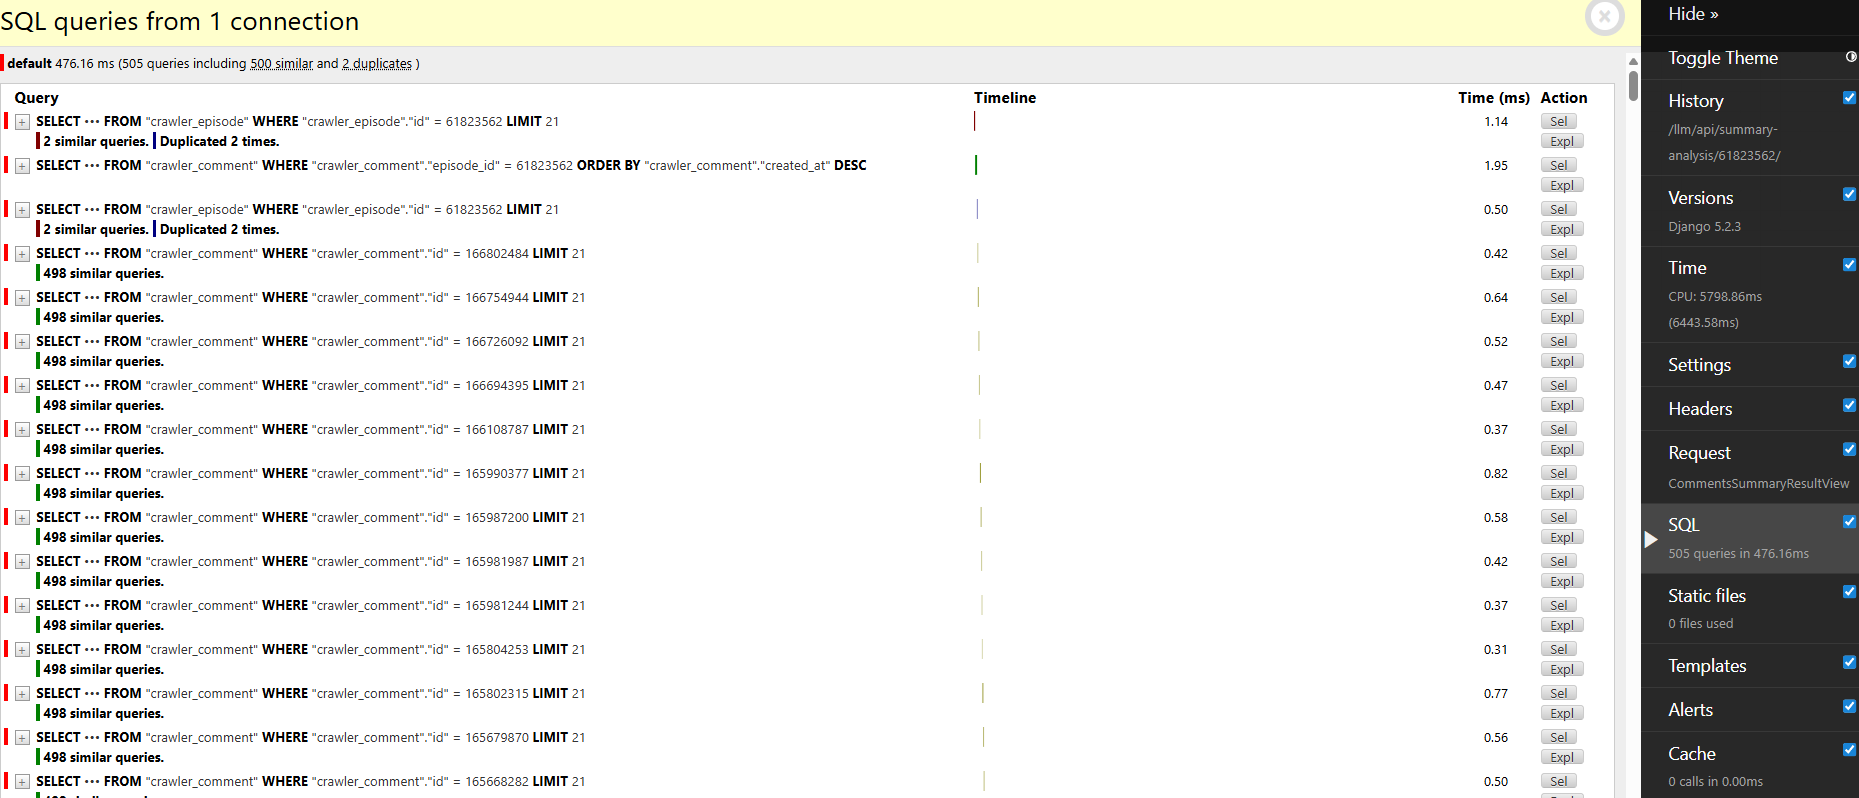 SQL queries from 1 connection
default 476.16 ms (505 queries including 500 similar and 2 duplicates )
Query Timeline Time (ms) Action
+ SELECT ••• FROM "crawler_episode" WHERE "crawler_episode"."id" = 61823562 LIMIT 21 1.14 Sel
2 similar queries. Duplicated 2 times. Expl
+ SELECT ••• FROM "crawler_comment" WHERE "crawler_comment"."episode_id" = 61823562 ORDER BY "crawler_comment"."created_at" DESC 1.95 Sel
Expl
+ SELECT ••• FROM "crawler_episode" WHERE "crawler_episode"."id" = 61823562 LIMIT 21 0.50 Sel
2 similar queries. Duplicated 2 times. Expl
+ SELECT ••• FROM "crawler_comment" WHERE "crawler_comment"."id" = 166802484 LIMIT 21 0.42 Sel
498 similar queries. Expl
+ SELECT ••• FROM "crawler_comment" WHERE "crawler_comment"."id" = 166754944 LIMIT 21 0.64 Sel
498 similar queries. Expl
+ SELECT ••• FROM "crawler_comment" WHERE "crawler_comment"."id" = 166726092 LIMIT 21 0.52 Sel
498 similar queries. Expl
+ SELECT ••• FROM "crawler_comment" WHERE "crawler_comment"."id" = 166694395 LIMIT 21 0.47 Sel
498 similar queries. Expl
+ SELECT ••• FROM "crawler_comment" WHERE "crawler_comment"."id" = 166108787 LIMIT 21 0.37 Sel
498 similar queries. Expl
+ SELECT ••• FROM "crawler_comment" WHERE "crawler_comment"."id" = 165990377 LIMIT 21 0.82 Sel
498 similar queries. Expl
+ SELECT ••• FROM "crawler_comment" WHERE "crawler_comment"."id" = 165987200 LIMIT 21 0.58 Sel
498 similar queries. Expl
+ SELECT ••• FROM "crawler_comment" WHERE "crawler_comment"."id" = 165981987 LIMIT 21 0.42 Sel
498 similar queries. Expl
+ SELECT ••• FROM "crawler_comment" WHERE "crawler_comment"."id" = 165981244 LIMIT 21 0.37 Sel
498 similar queries. Expl
+ SELECT ••• FROM "crawler_comment" WHERE "crawler_comment"."id" = 165804253 LIMIT 21 0.31 Sel
498 similar queries. Expl
+ SELECT ••• FROM "crawler_comment" WHERE "crawler_comment"."id" = 165802315 LIMIT 21 0.77 Sel
498 similar queries. Expl
+ SELECT ••• FROM "crawler_comment" WHERE "crawler_comment"."id" = 165679870 LIMIT 21 0.56 Sel
498 similar queries. Expl
+ SELECT ••• FROM "crawler_comment" WHERE "crawler_comment"."id" = 165668282 LIMIT 21 0.50 Sel
Hide »
Toggle Theme
History
/llm/api/summary-
analysis/61823562/
Versions
Django 5.2.3
Time
CPU: 5798.86ms
(6443.58ms)
Settings
Headers
Request
CommentsSummaryResultView
SQL
505 queries in 476.16ms
Static files
0 files used
Templates
Alerts
Cache
0 calls in 0.00ms